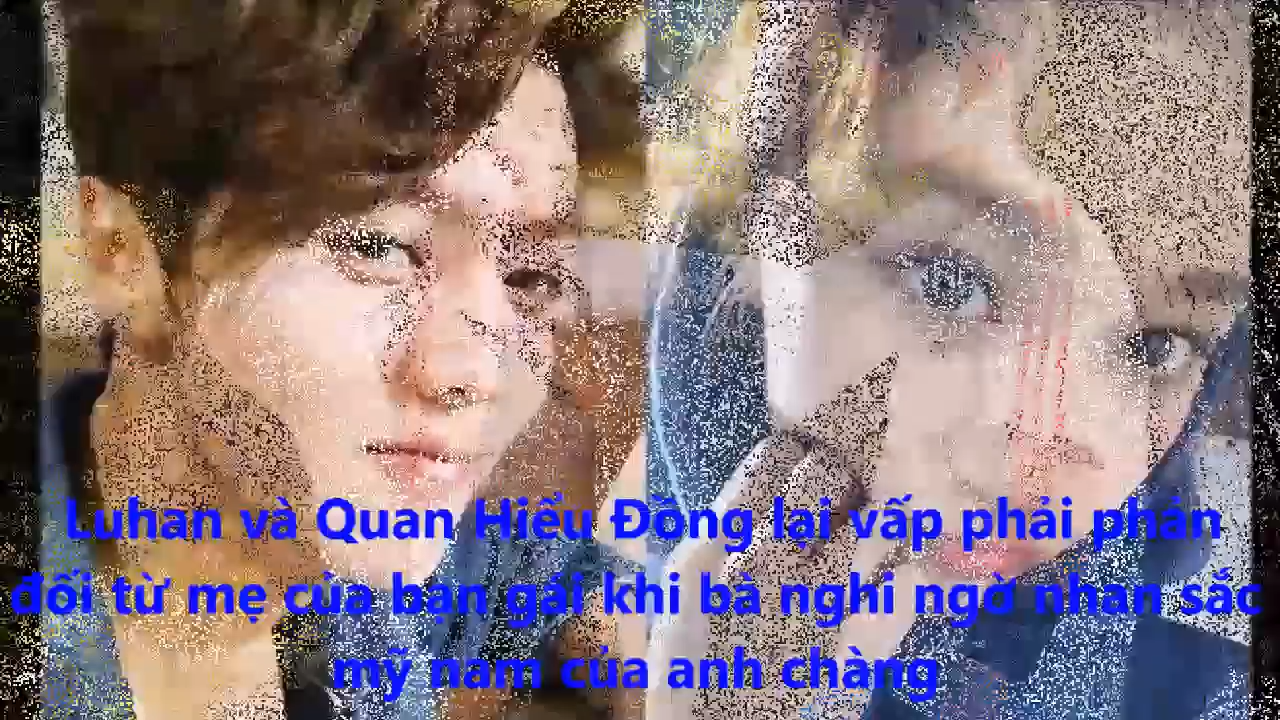 Luhan và Quan Hiểu Đồng lại vấp phải phản
đối từ mẹ của bạn gái khi bà nghi ngờ nhan sắc
mỹ nam của anh chàng